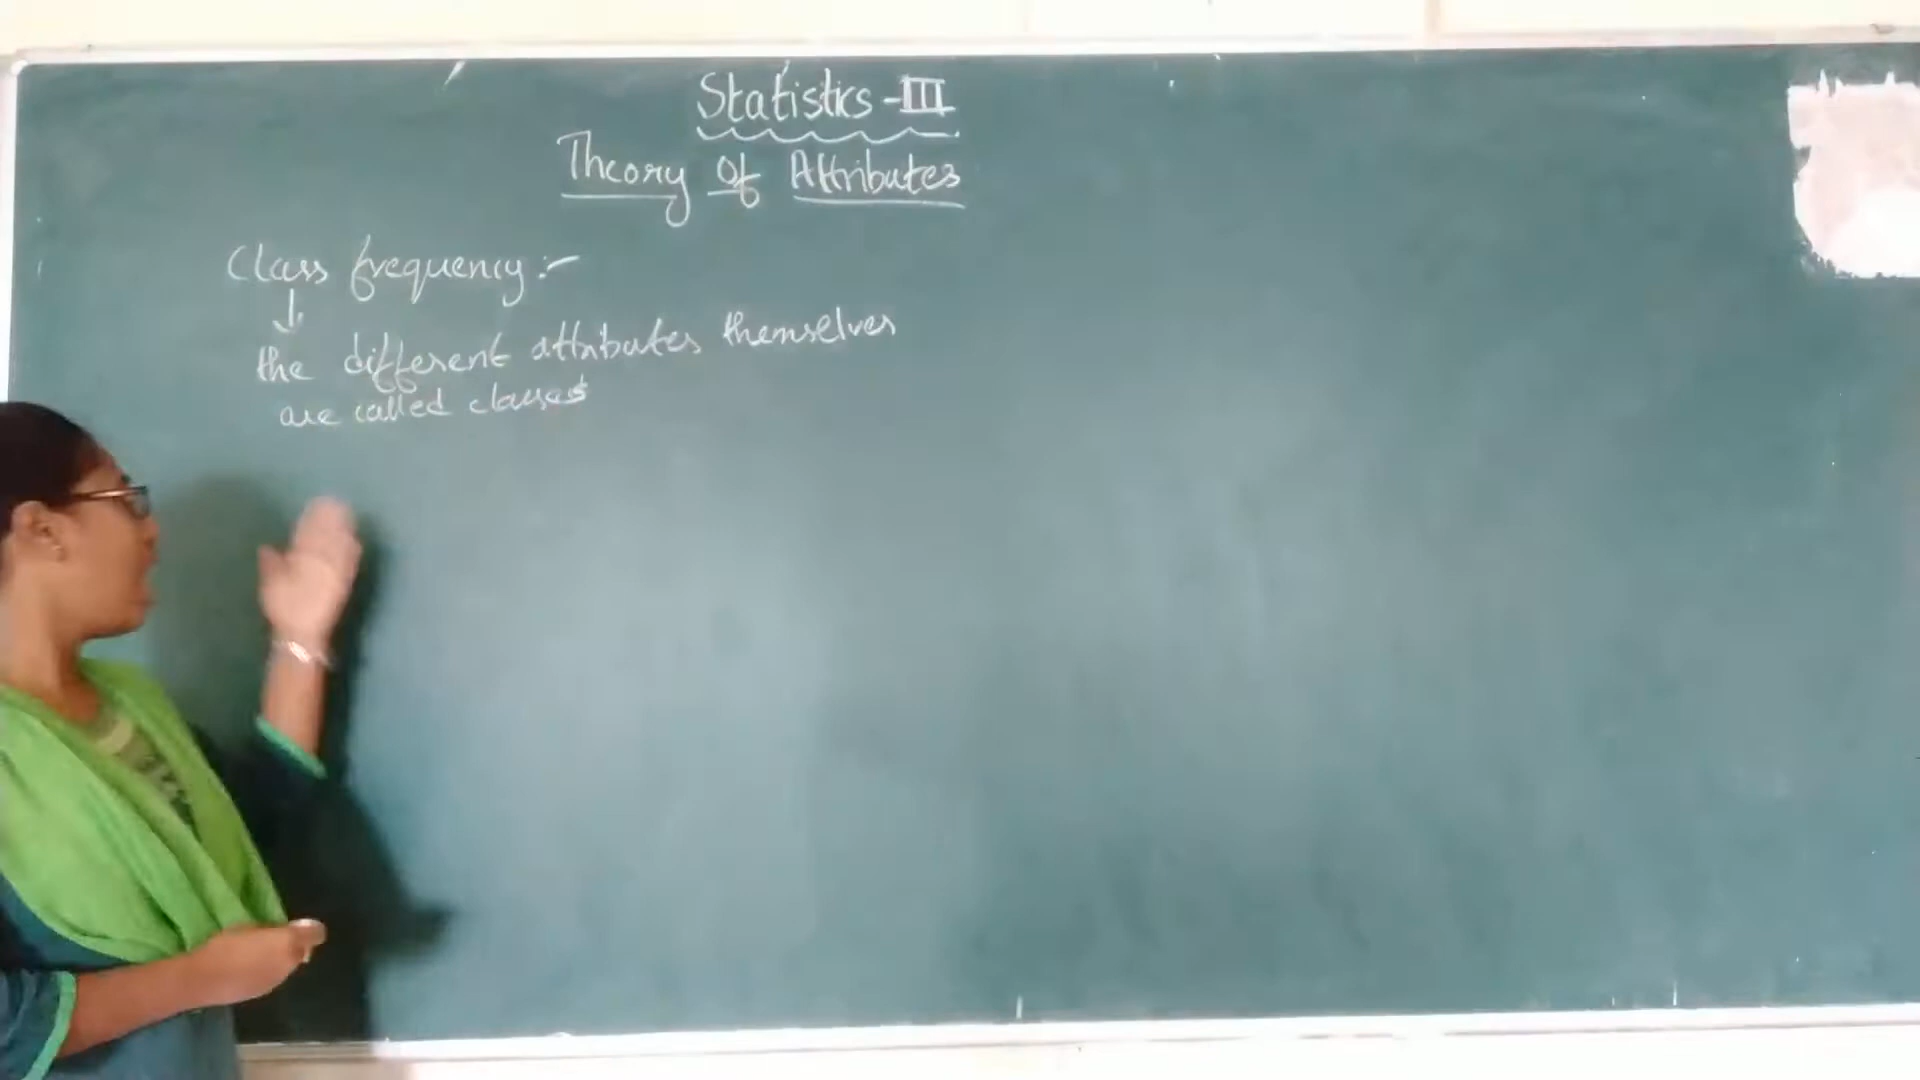 Statistics-III
Theory of Attributes
Class frequency :-
the different attributes themselves
are called classes